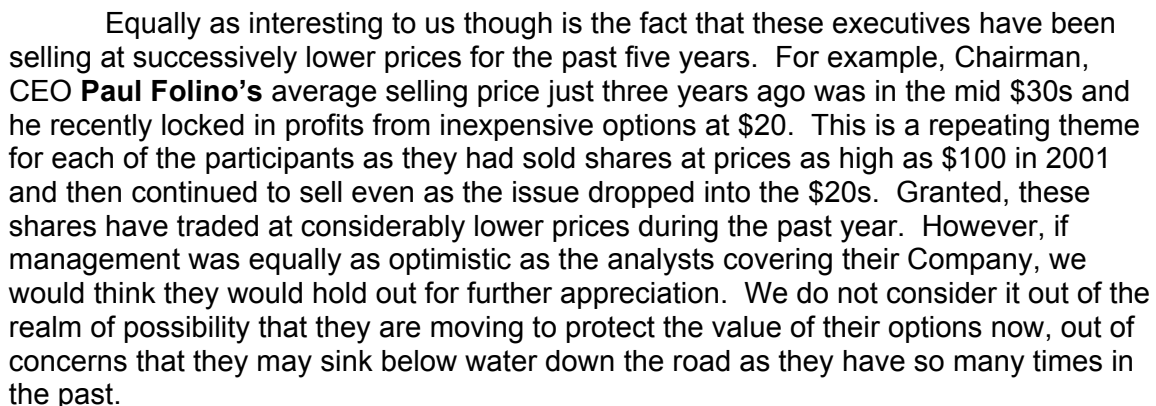 Equally as interesting to us though is the fact that these executives have been
selling at successively lower prices for the past five years.  For example, Chairman,
CEO Paul Folino’s average selling price just three years ago was in the mid $30s and
he recently locked in profits from inexpensive options at $20.  This is a repeating theme
for each of the participants as they had sold shares at prices as high as $100 in 2001
and then continued to sell even as the issue dropped into the $20s.  Granted, these
shares have traded at considerably lower prices during the past year.  However, if
management was equally as optimistic as the analysts covering their Company, we
would think they would hold out for further appreciation.  We do not consider it out of the
realm of possibility that they are moving to protect the value of their options now, out of
concerns that they may sink below water down the road as they have so many times in
the past.